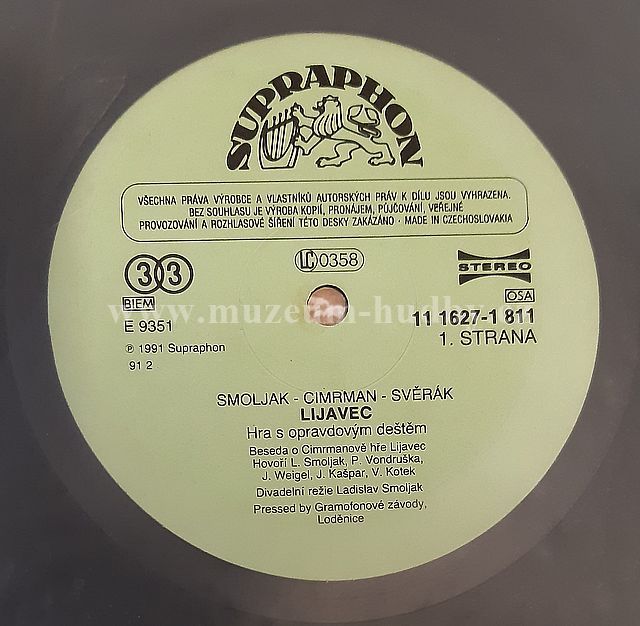 SUPRAPHON
VŠECHNA PRÁVA VÝROBCE A VLASTNÍKŮ AUTORSKÝCH PRÁV K DÍLU JSOU VYHRAZENA.
BEZ SOUHLASU JE VÝROBA KOPIÍ, PRONÁJEM, PŮJČOVÁNÍ, VEŘEJNÉ
PROVOZOVÁNÍ A ROZHLASOVÉ ŠÍŘENÍ TÉTO DESKY ZAKÁZÁNO · MADE IN CZECHOSLOVAKIA
33
LC 0358
STEREO
BIEM
OSA
www.muzeum-hudby.
E 9351
11 1627-1 811
1. STRANA
℗ 1991 Supraphon
91 2
SMOLJAK - CIMRMAN - SVĚRÁK
LIJAVEC
Hra s opravdovým deštěm
Beseda o Cimrmanově hře Lijavec
Hovoří L. Smoljak, P. Vondruška,
J. Weigel, J. Kašpar, V. Kotek
Divadelní režie Ladislav Smoljak
Pressed by Gramofonové závody,
Loděnice